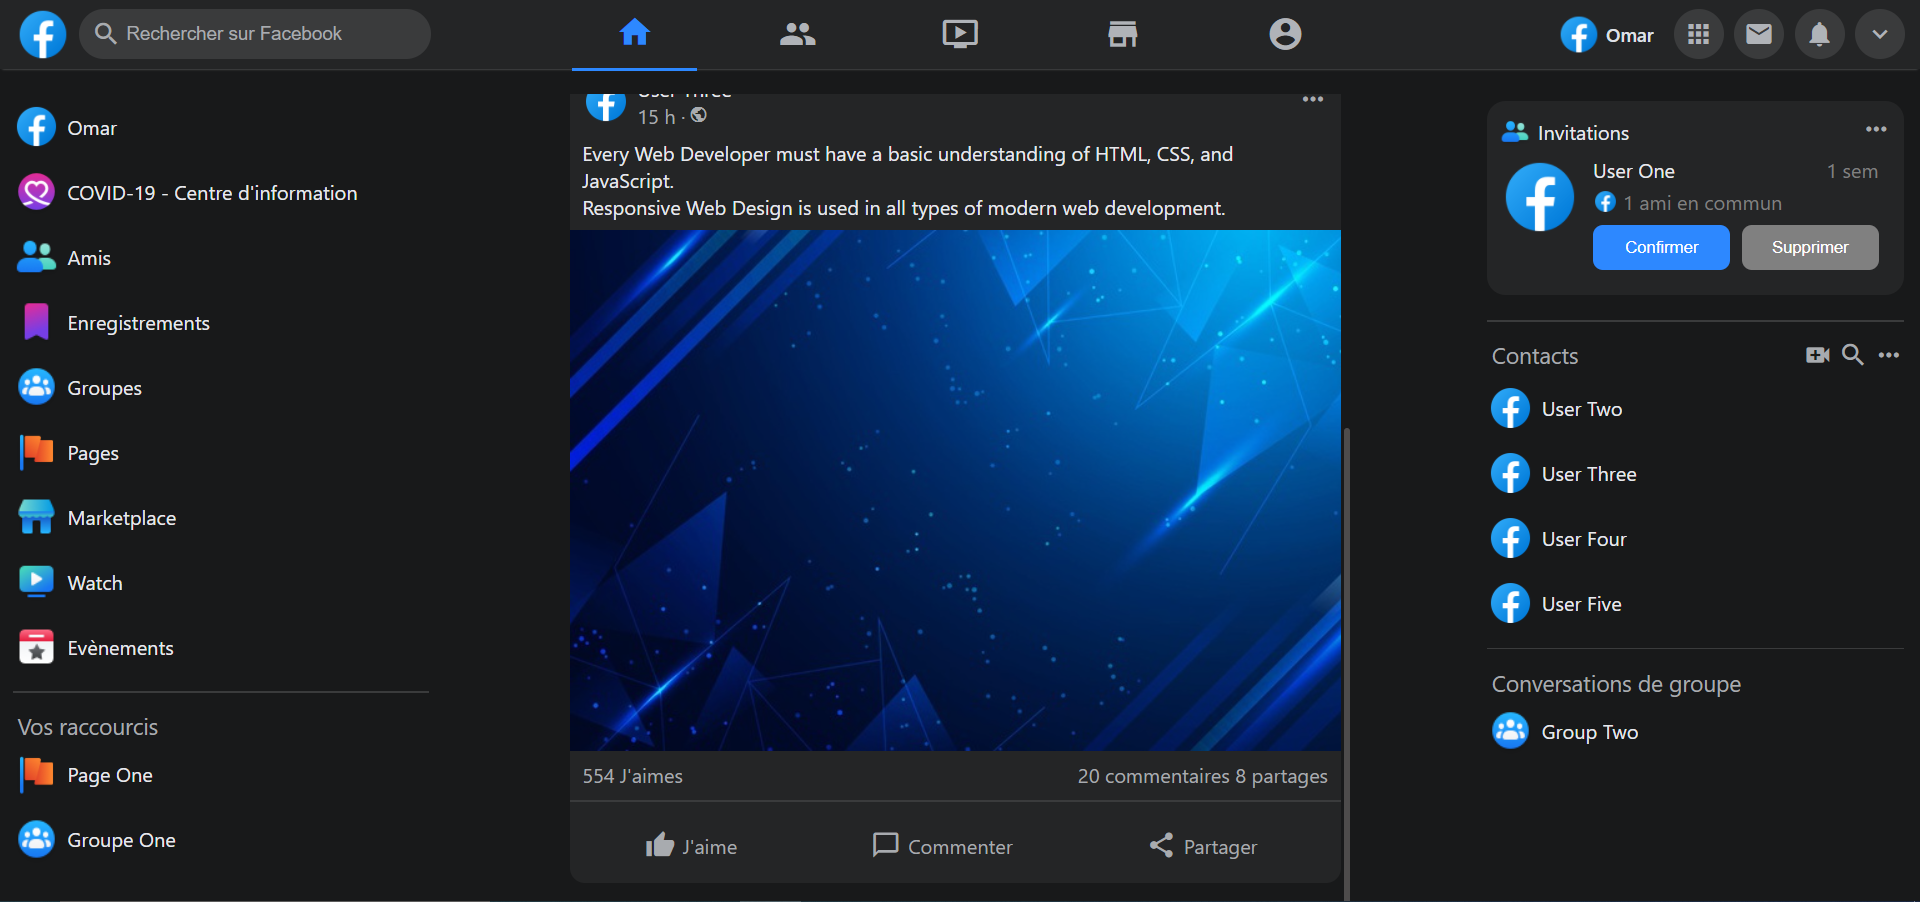 Rechercher sur Facebook
Omar
Omar
COVID-19 - Centre d'information
Amis
Enregistrements
Groupes
Pages
Marketplace
Watch
Evènements
Vos raccourcis
Page One
Groupe One
User Three
15 h ·
Every Web Developer must have a basic understanding of HTML, CSS, and
JavaScript.
Responsive Web Design is used in all types of modern web development.
554 J'aimes
20 commentaires 8 partages
J'aime
Commenter
Partager
Invitations
User One
1 sem
1 ami en commun
Confirmer
Supprimer
Contacts
User Two
User Three
User Four
User Five
Conversations de groupe
Group Two